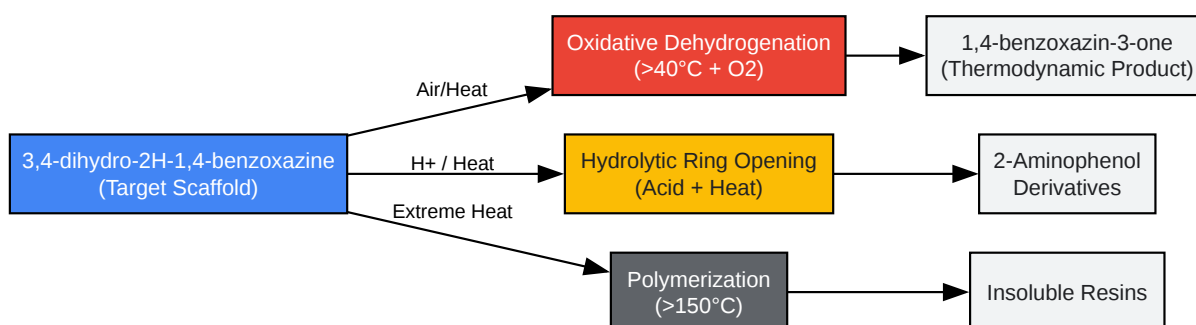 Oxidative Dehydrogenation
(>40°C + O2)
1,4-benzoxazin-3-one
(Thermodynamic Product)
Air/Heat
3,4-dihydro-2H-1,4-benzoxazine
(Target Scaffold)
H+ / Heat
Hydrolytic Ring Opening
(Acid + Heat)
2-Aminophenol
Derivatives
Extreme Heat
Polymerization
(>150°C)
Insoluble Resins